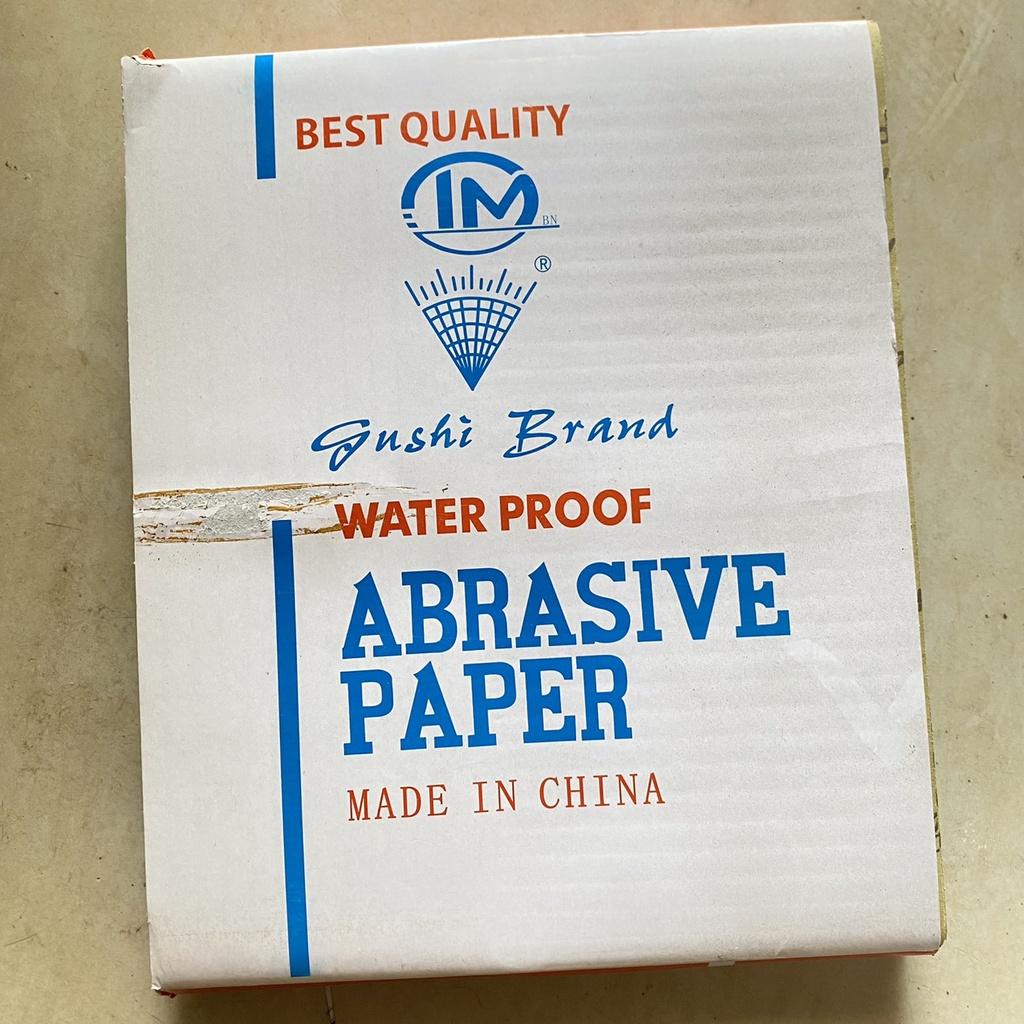 BEST QUALITY
IM
BN
®
Gushi Brand
WATER PROOF
ABRASIVE
PAPER
MADE IN CHINA